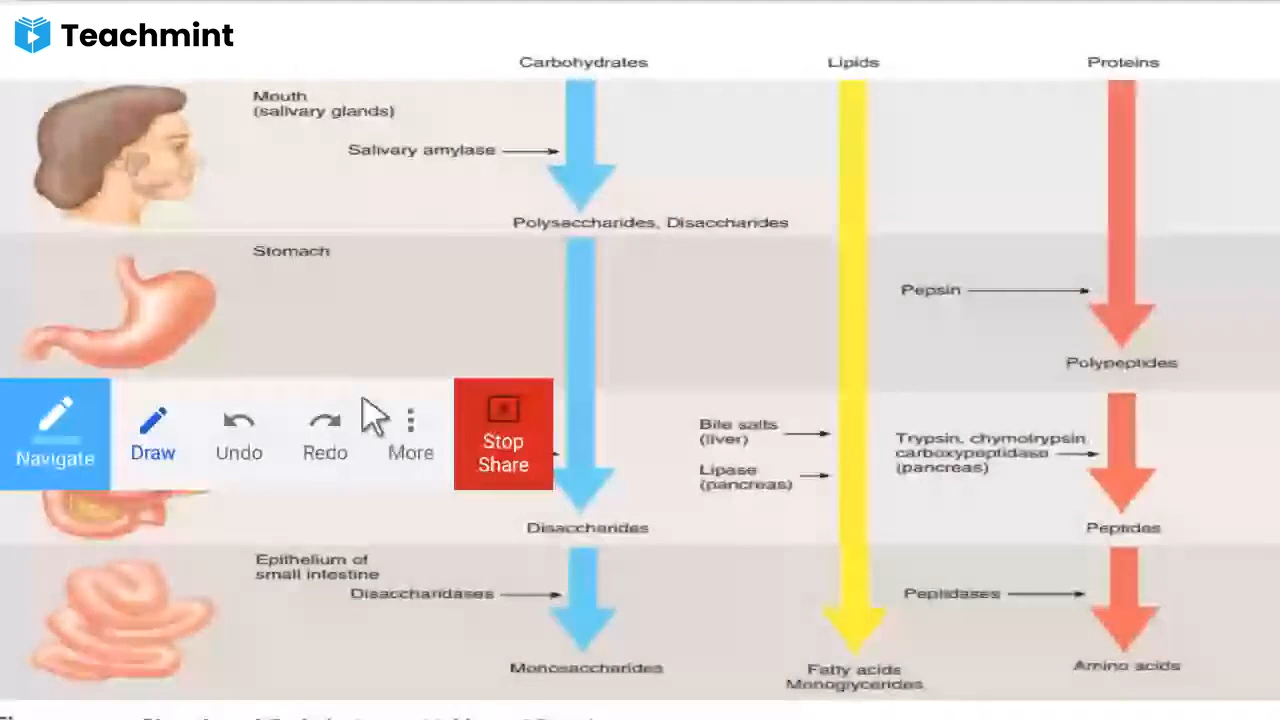 Teachmint
Carbohydrates
Lipids
Proteins
Mouth
(salivary glands)
Salivary amylase
Polysaccharides, Disaccharides
Stomach
Pepsin
Polypeptides
Navigate
Draw
Undo
Redo
More
Stop
Share
Bile salts
(liver)
Lipase
(pancreas)
Trypsin, chymotrypsin
carboxypeptidase
(pancreas)
Disaccharides
Peptides
Epithelium of
small intestine
Disaccharidases
Peptidases
Monosaccharides
Fatty acids
Monoglycerides
Amino acids